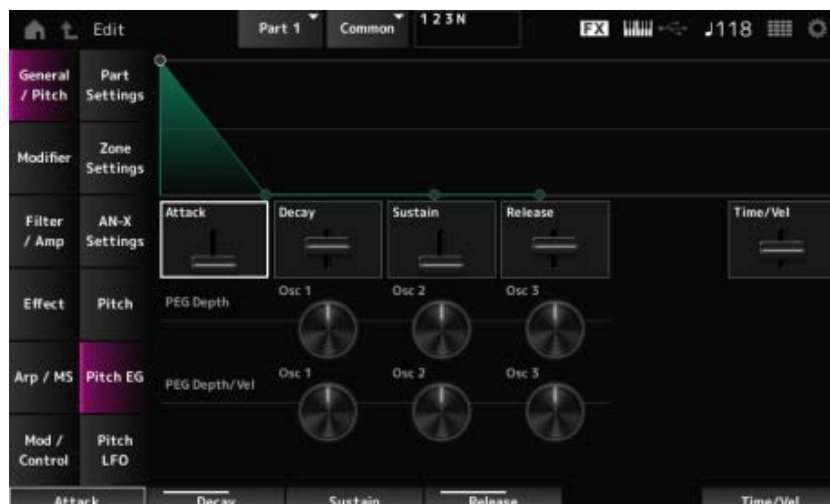 Edit
Part 1
Common
1 2 3 N
FX
♩118
General / Pitch
Part Settings
Modifier
Zone Settings
Filter / Amp
AN-X Settings
Effect
Pitch
Arp / MS
Pitch EG
Mod / Control
Pitch LFO
Attack
Decay
Sustain
Release
Time/Vel
PEG Depth
Osc 1
Osc 2
Osc 3
PEG Depth/Vel
Osc 1
Osc 2
Osc 3
Attack
Decay
Sustain
Release
Time/Vel